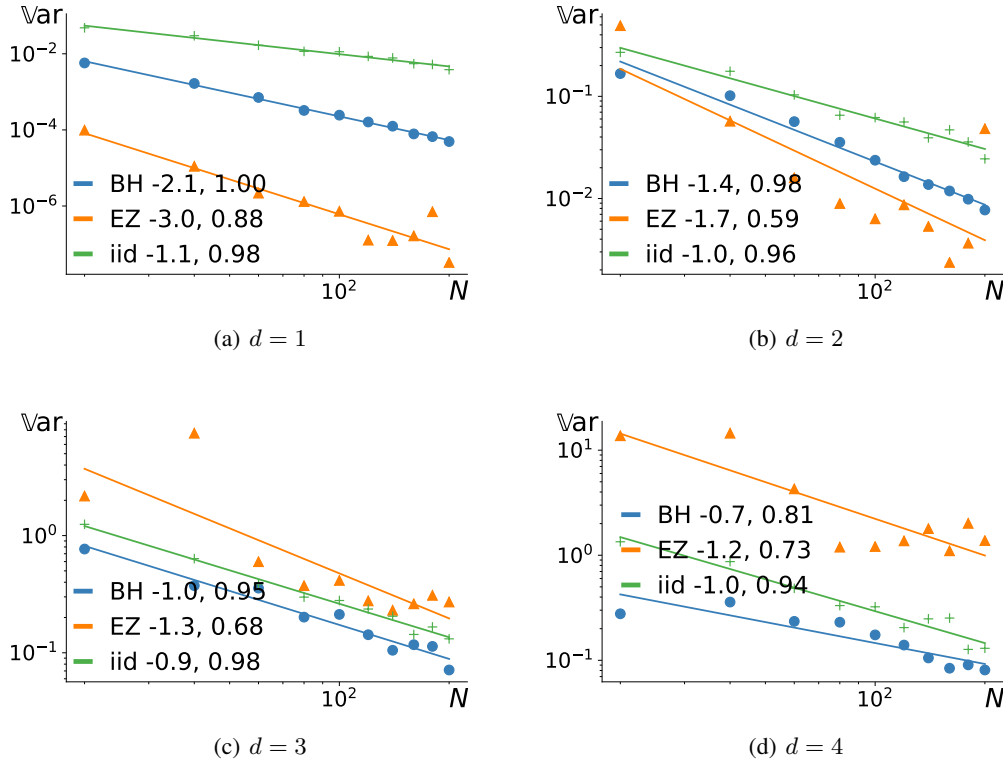 𝕍ar
10⁻²
10⁻⁴
10⁻⁶
BH -2.1, 1.00
EZ -3.0, 0.88
iid -1.1, 0.98
10²
N
(a) d = 1
𝕍ar
10⁻¹
10⁻²
BH -1.4, 0.98
EZ -1.7, 0.59
iid -1.0, 0.96
10²
N
(b) d = 2
𝕍ar
10⁰
10⁻¹
BH -1.0, 0.95
EZ -1.3, 0.68
iid -0.9, 0.98
10²
N
(c) d = 3
𝕍ar
10¹
10⁰
10⁻¹
BH -0.7, 0.81
EZ -1.2, 0.73
iid -1.0, 0.94
10²
N
(d) d = 4